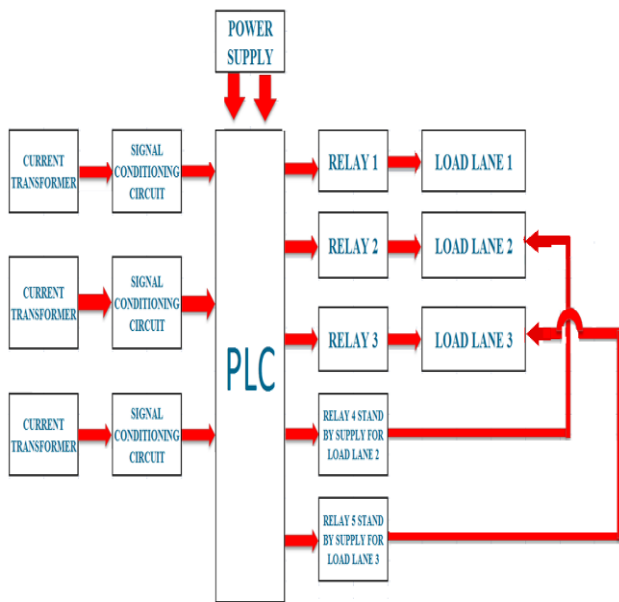 POWER
SUPPLY
CURRENT
TRANSFORMER
SIGNAL
CONDITIONING
CIRCUIT
RELAY 1
LOAD LANE 1
RELAY 2
LOAD LANE 2
CURRENT
TRANSFORMER
SIGNAL
CONDITIONING
CIRCUIT
RELAY 3
LOAD LANE 3
PLC
CURRENT
TRANSFORMER
SIGNAL
CONDITIONING
CIRCUIT
RELAY 4 STAND
BY SUPPLY FOR
LOAD LANE 2
RELAY 5 STAND
BY SUPPLY FOR
LOAD LANE 3